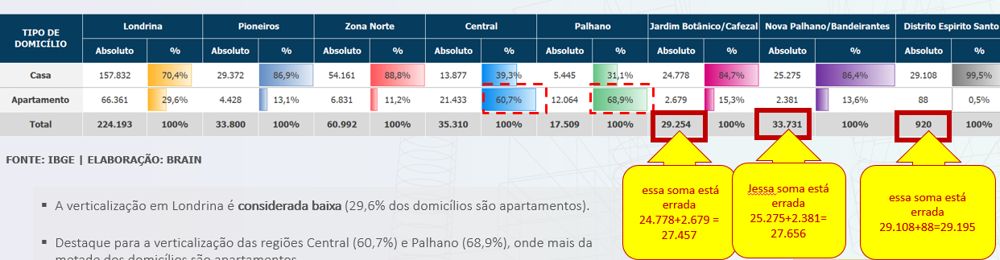 TIPO DE DOMICÍLIO Londrina Pioneiros Zona Norte Central Palhano Jardim Botânico/Cafezal Nova Palhano/Bandeirantes Distrito Espirito Santo
Absoluto % Absoluto % Absoluto % Absoluto % Absoluto % Absoluto % Absoluto % Absoluto %
Casa 157.832 70,4% 29.372 86,9% 54.161 88,8% 13.877 39,3% 5.445 31,1% 24.778 84,7% 25.275 86,4% 29.108 99,5%
Apartamento 66.361 29,6% 4.428 13,1% 6.831 11,2% 21.433 60,7% 12.064 68,9% 2.679 15,3% 2.381 13,6% 88 0,5%
Total 224.193 100% 33.800 100% 60.992 100% 35.310 100% 17.509 100% 29.254 100% 33.731 100% 920 100%
FONTE: IBGE | ELABORAÇÃO: BRAIN
▪ A verticalização em Londrina é considerada baixa (29,6% dos domicílios são apartamentos).
▪ Destaque para a verticalização das regiões Central (60,7%) e Palhano (68,9%), onde mais da
metade dos domicílios são apartamentos
essa soma está
errada
24.778+2.679 =
27.457
Jessa soma está
errada
25.275+2.381=
27.656
essa soma está
errada
29.108+88=29.195